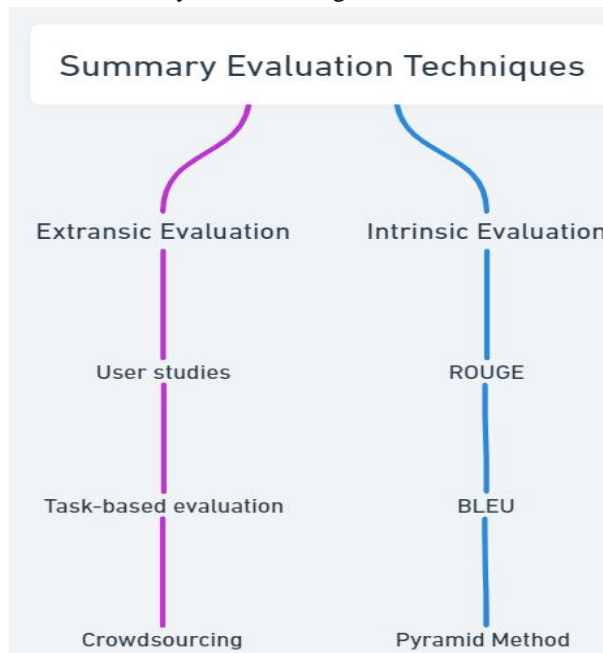 Summary Evaluation Techniques
Extransic Evaluation
Intrinsic Evaluation
User studies
ROUGE
Task-based evaluation
BLEU
Crowdsourcing
Pyramid Method